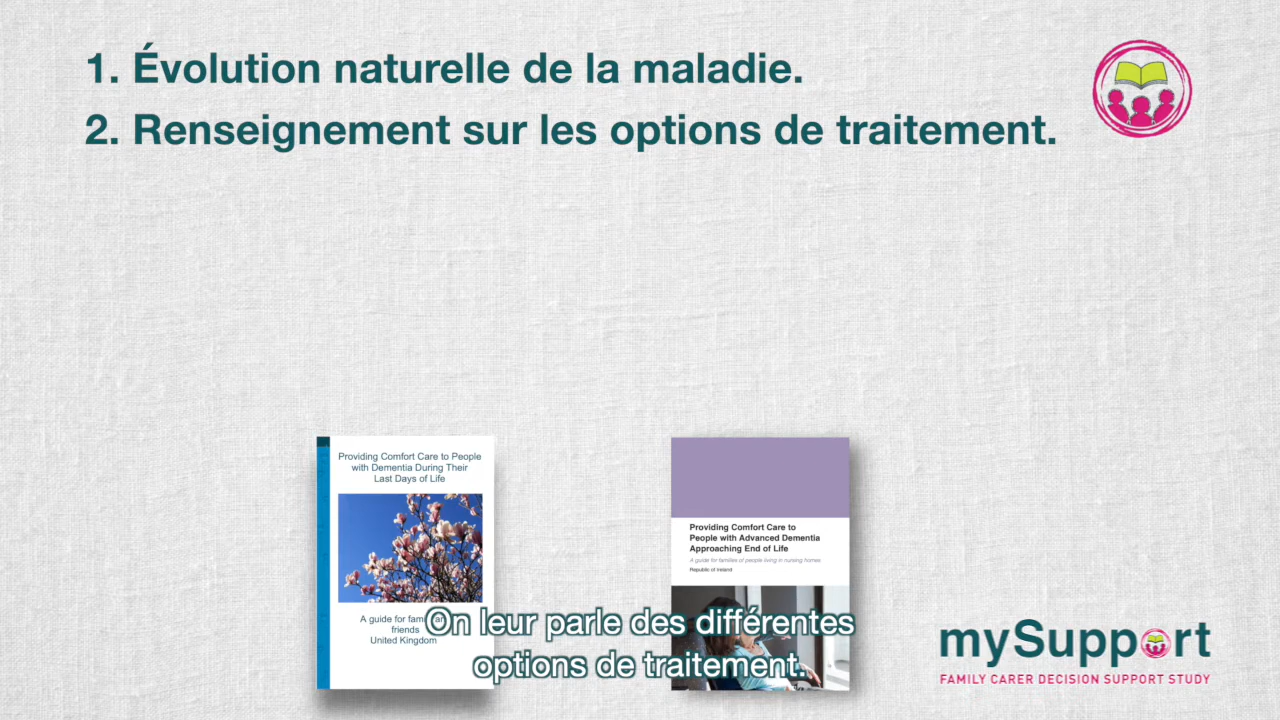 1. Évolution naturelle de la maladie.
2. Renseignement sur les options de traitement.
Providing Comfort Care to People
with Dementia During Their
Last Days of Life
A guide for
friends
United Kingdom
Providing Comfort Care to
People with Advanced Dementia
Approaching End of Life
A guide for families of people living in nursing homes
Republic of Ireland
On leur parle des différentes
options de traitement.
mySupport
FAMILY CARER DECISION SUPPORT STUDY